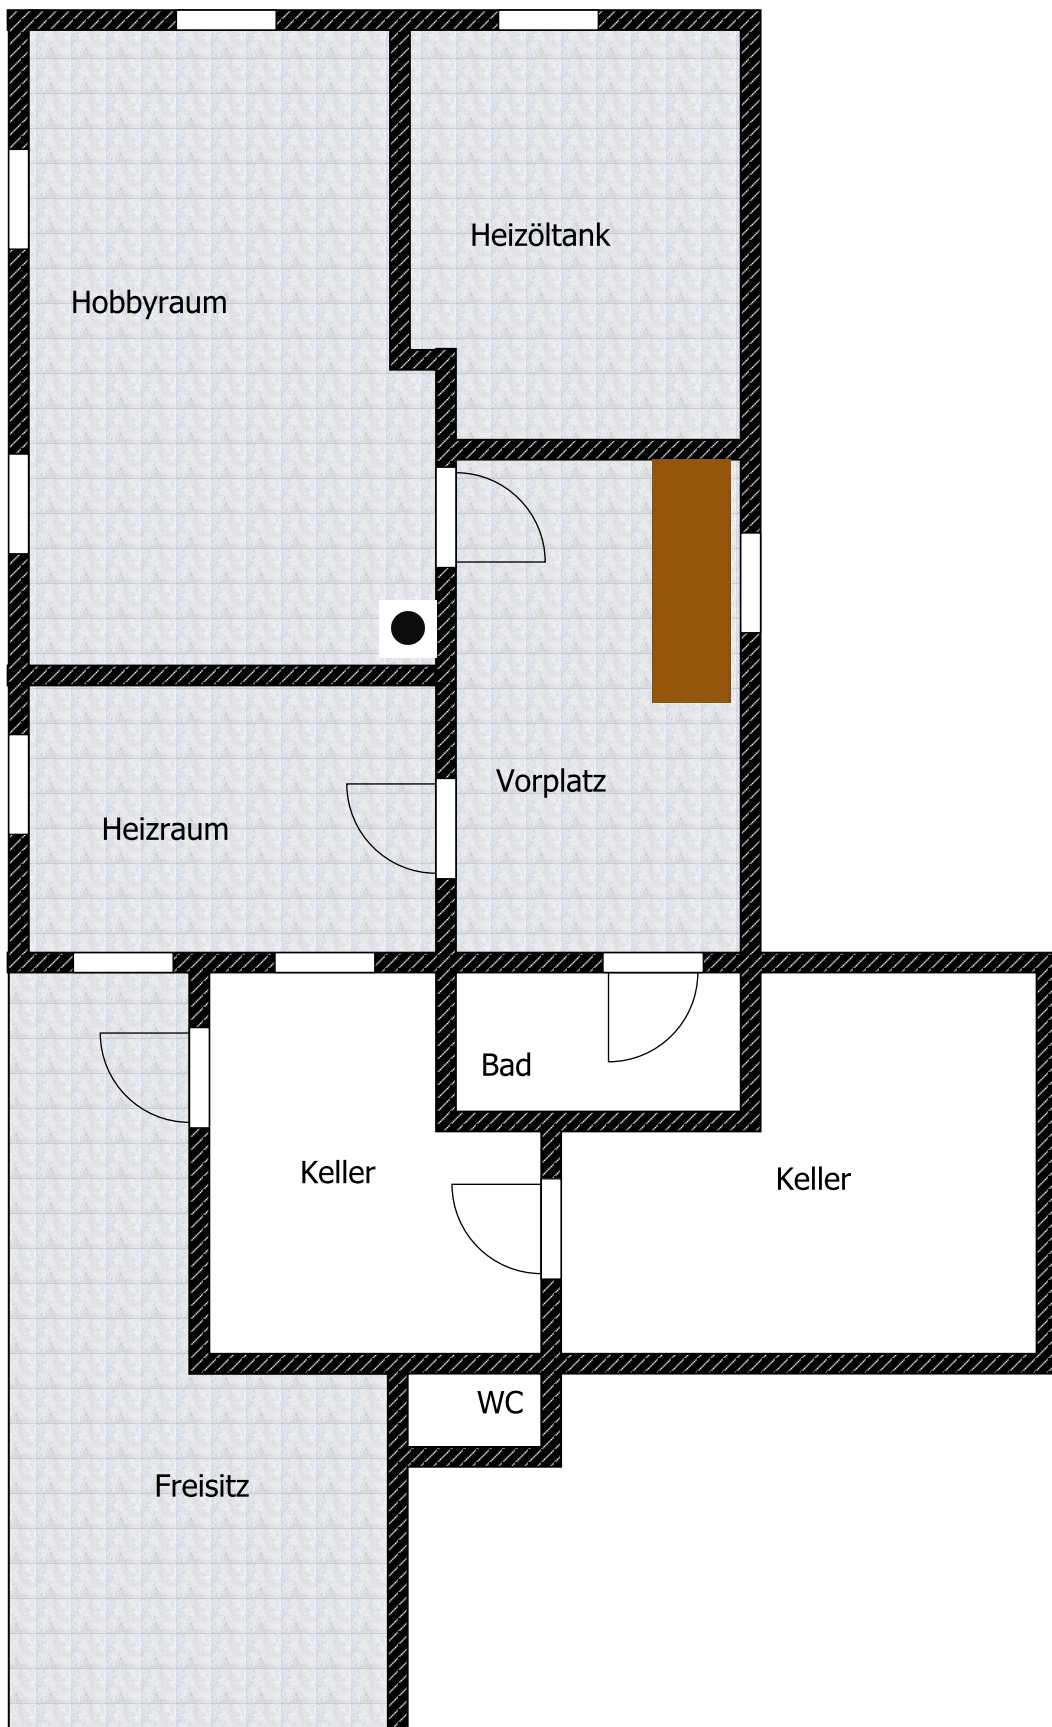 Heizöltank
Hobbyraum
Vorplatz
Heizraum
Bad
Keller
Keller
WC
Freisitz